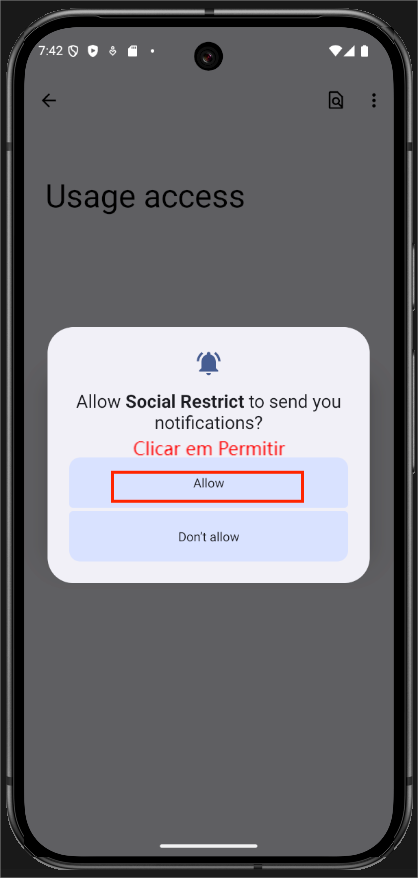 7:42
Usage access
Allow Social Restrict to send you
notifications?
Clicar em Permitir
Allow
Don't allow